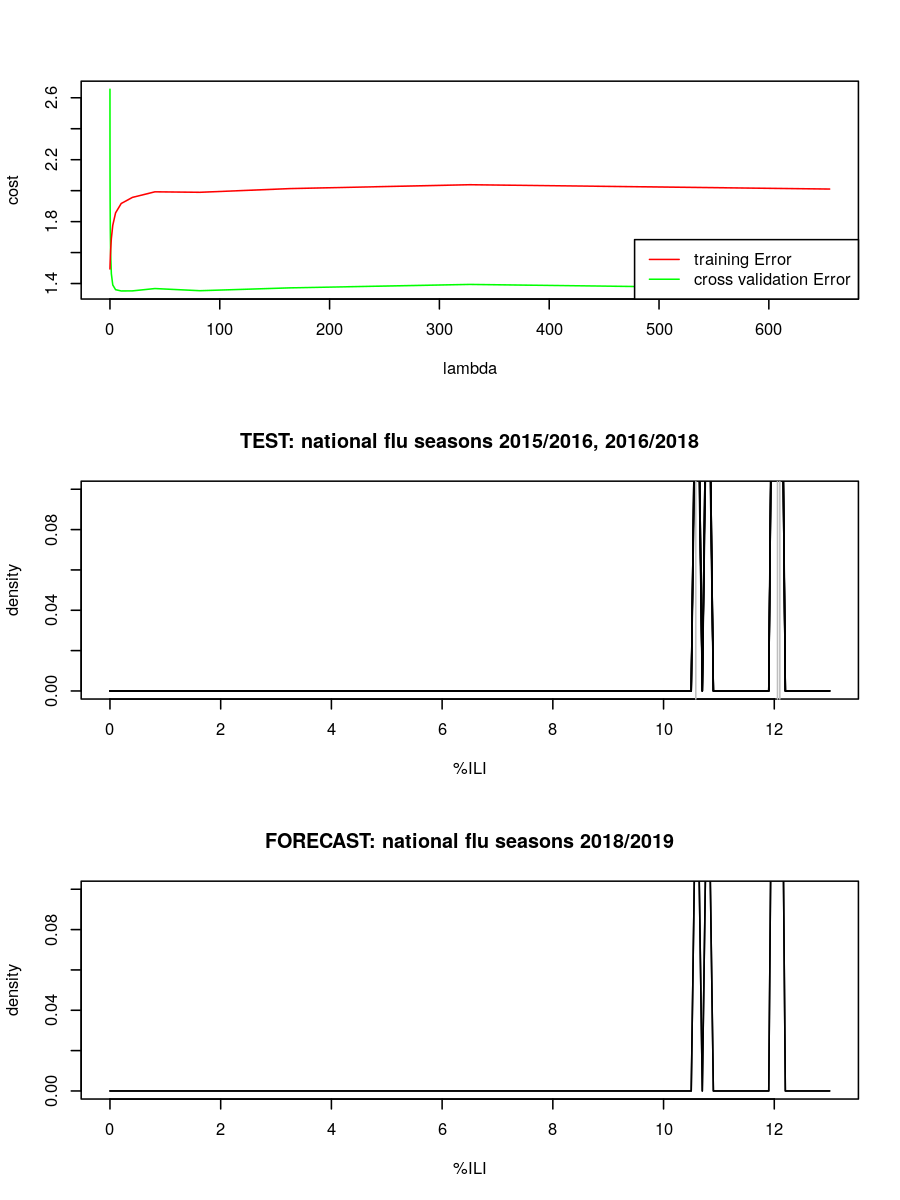 cost
2.6
2.2
1.8
1.4
training Error
cross validation Error
0 100 200 300 400 500 600
lambda
TEST: national flu seasons 2015/2016, 2016/2018
density
0.08
0.04
0.00
0 2 4 6 8 10 12
%ILI
FORECAST: national flu seasons 2018/2019
density
0.08
0.04
0.00
0 2 4 6 8 10 12
%ILI